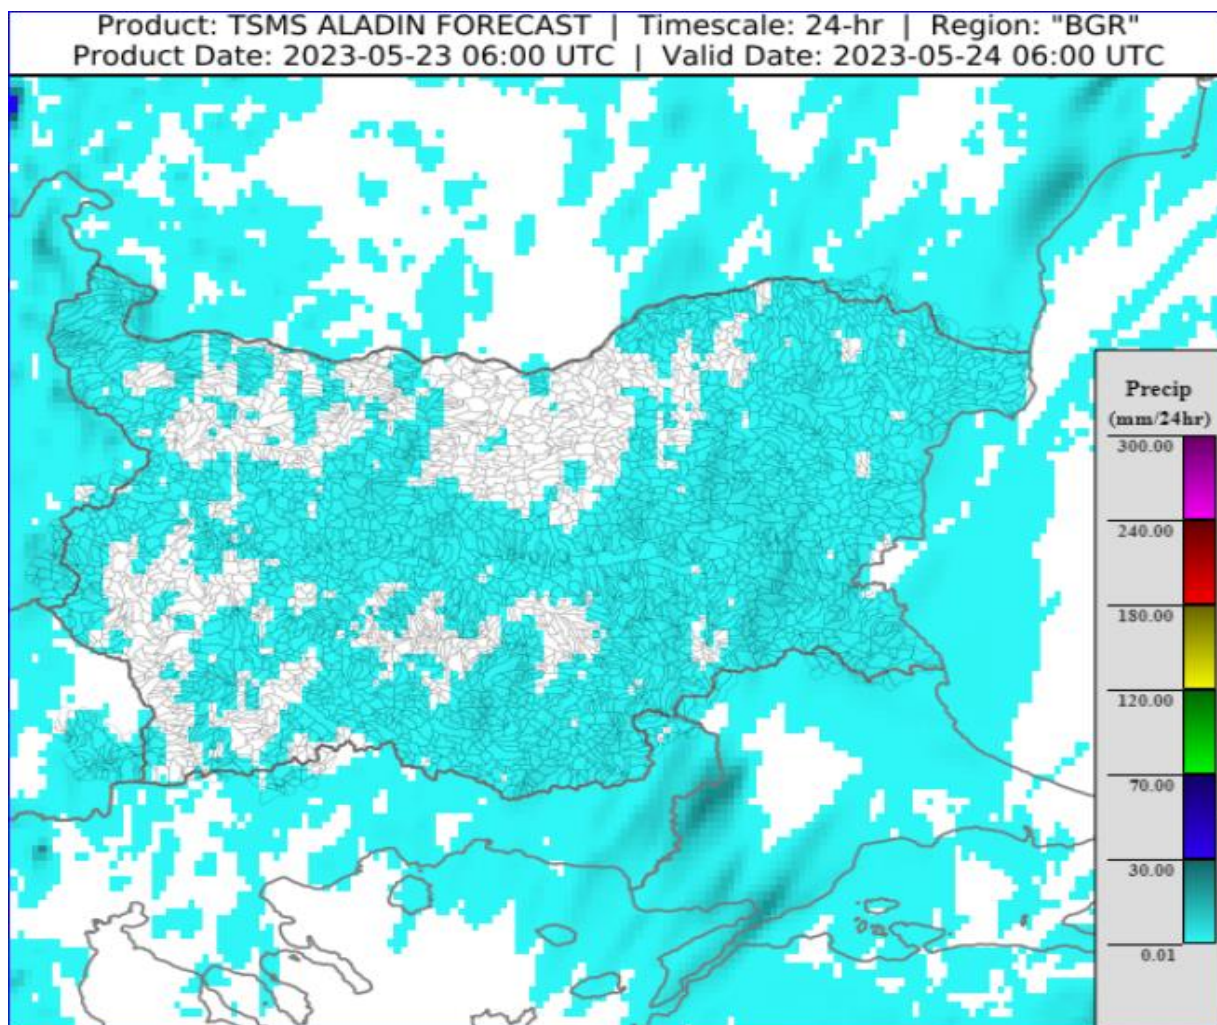 Product: TSMS ALADIN FORECAST | Timescale: 24-hr | Region: "BGR"
Product Date: 2023-05-23 06:00 UTC | Valid Date: 2023-05-24 06:00 UTC
Precip
(mm/24hr)
300.00
240.00
180.00
120.00
70.00
30.00
0.01